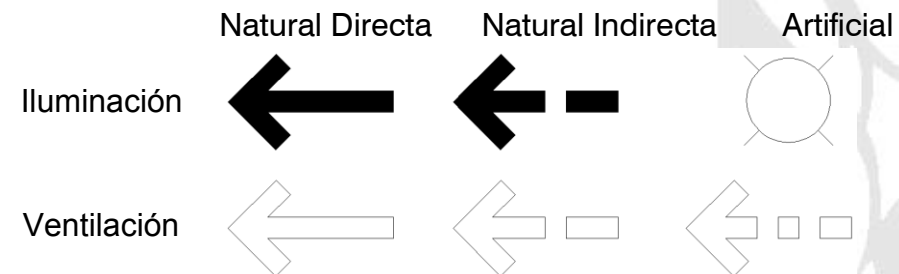 Natural Directa Natural Indirecta Artificial
Iluminación
Ventilación